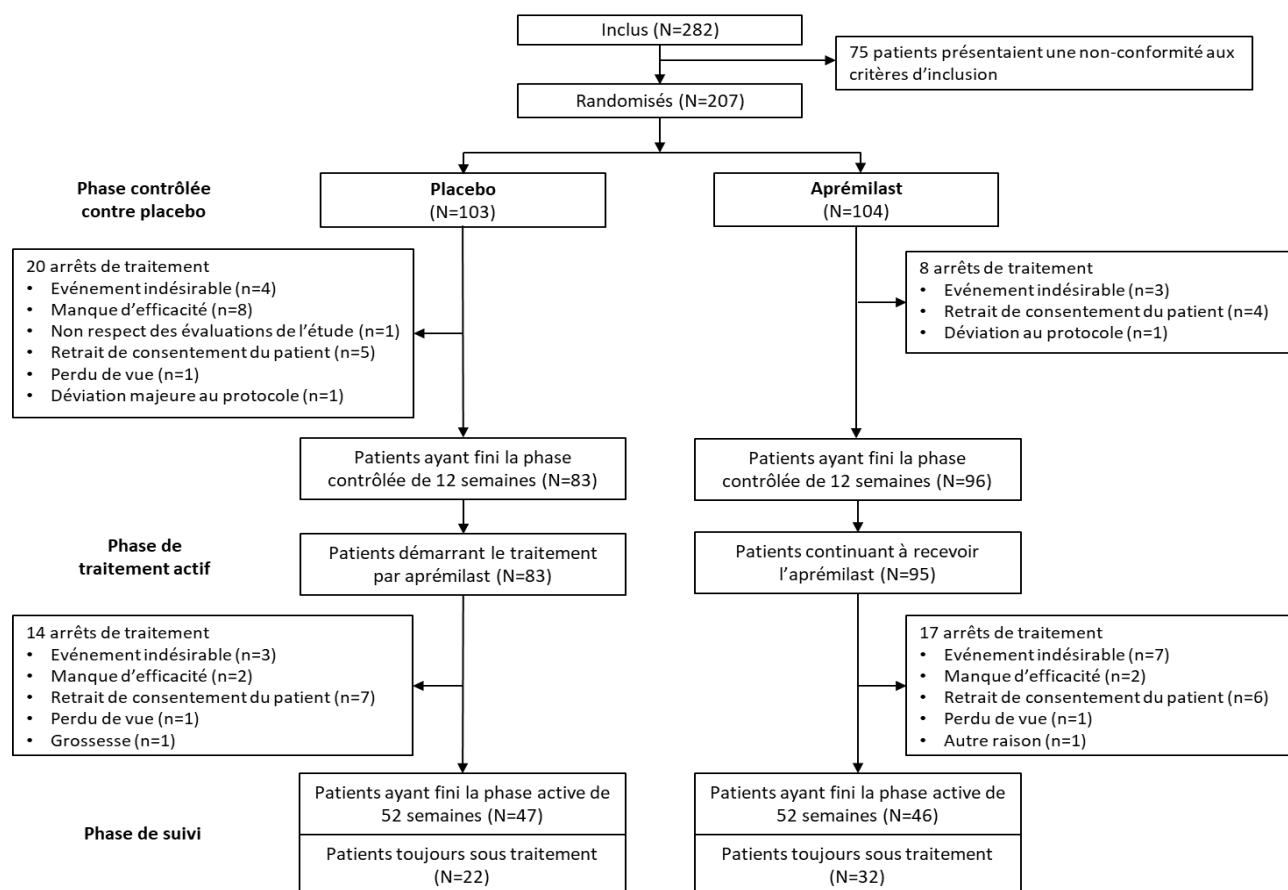 Inclus (N=282)
75 patients présentaient une non-conformité aux
critères d’inclusion
Randomisés (N=207)
Phase contrôlée
contre placebo
Placebo
(N=103)
Aprémilast
(N=104)
20 arrêts de traitement
• Evénement indésirable (n=4)
• Manque d’efficacité (n=8)
• Non respect des évaluations de l’étude (n=1)
• Retrait de consentement du patient (n=5)
• Perdu de vue (n=1)
• Déviation majeure au protocole (n=1)
8 arrêts de traitement
• Evénement indésirable (n=3)
• Retrait de consentement du patient (n=4)
• Déviation au protocole (n=1)
Patients ayant fini la phase
contrôlée de 12 semaines (N=83)
Patients ayant fini la phase
contrôlée de 12 semaines (N=96)
Phase de
traitement actif
Patients démarrant le traitement
par aprémilast (N=83)
Patients continuant à recevoir
l’aprémilast (N=95)
14 arrêts de traitement
• Evénement indésirable (n=3)
• Manque d’efficacité (n=2)
• Retrait de consentement du patient (n=7)
• Perdu de vue (n=1)
• Grossesse (n=1)
17 arrêts de traitement
• Evénement indésirable (n=7)
• Manque d’efficacité (n=2)
• Retrait de consentement du patient (n=6)
• Perdu de vue (n=1)
• Autre raison (n=1)
Phase de suivi
Patients ayant fini la phase active de
52 semaines (N=47)
Patients toujours sous traitement
(N=22)
Patients ayant fini la phase active de
52 semaines (N=46)
Patients toujours sous traitement
(N=32)